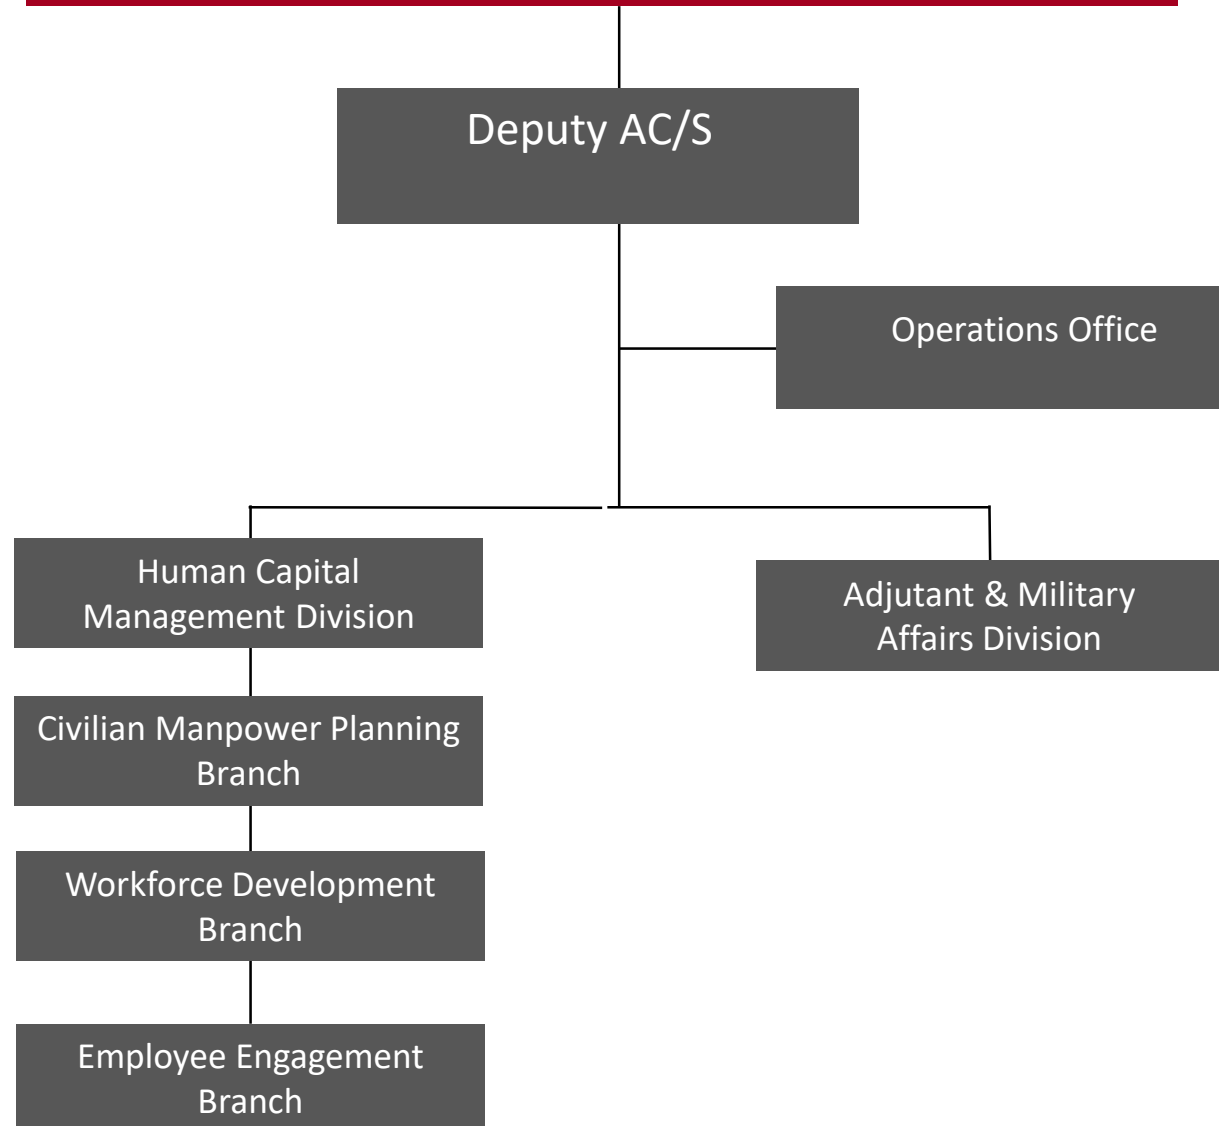 Deputy AC/S
Operations Office
Human Capital
Management Division
Adjutant & Military
Affairs Division
Civilian Manpower Planning
Branch
Workforce Development
Branch
Employee Engagement
Branch